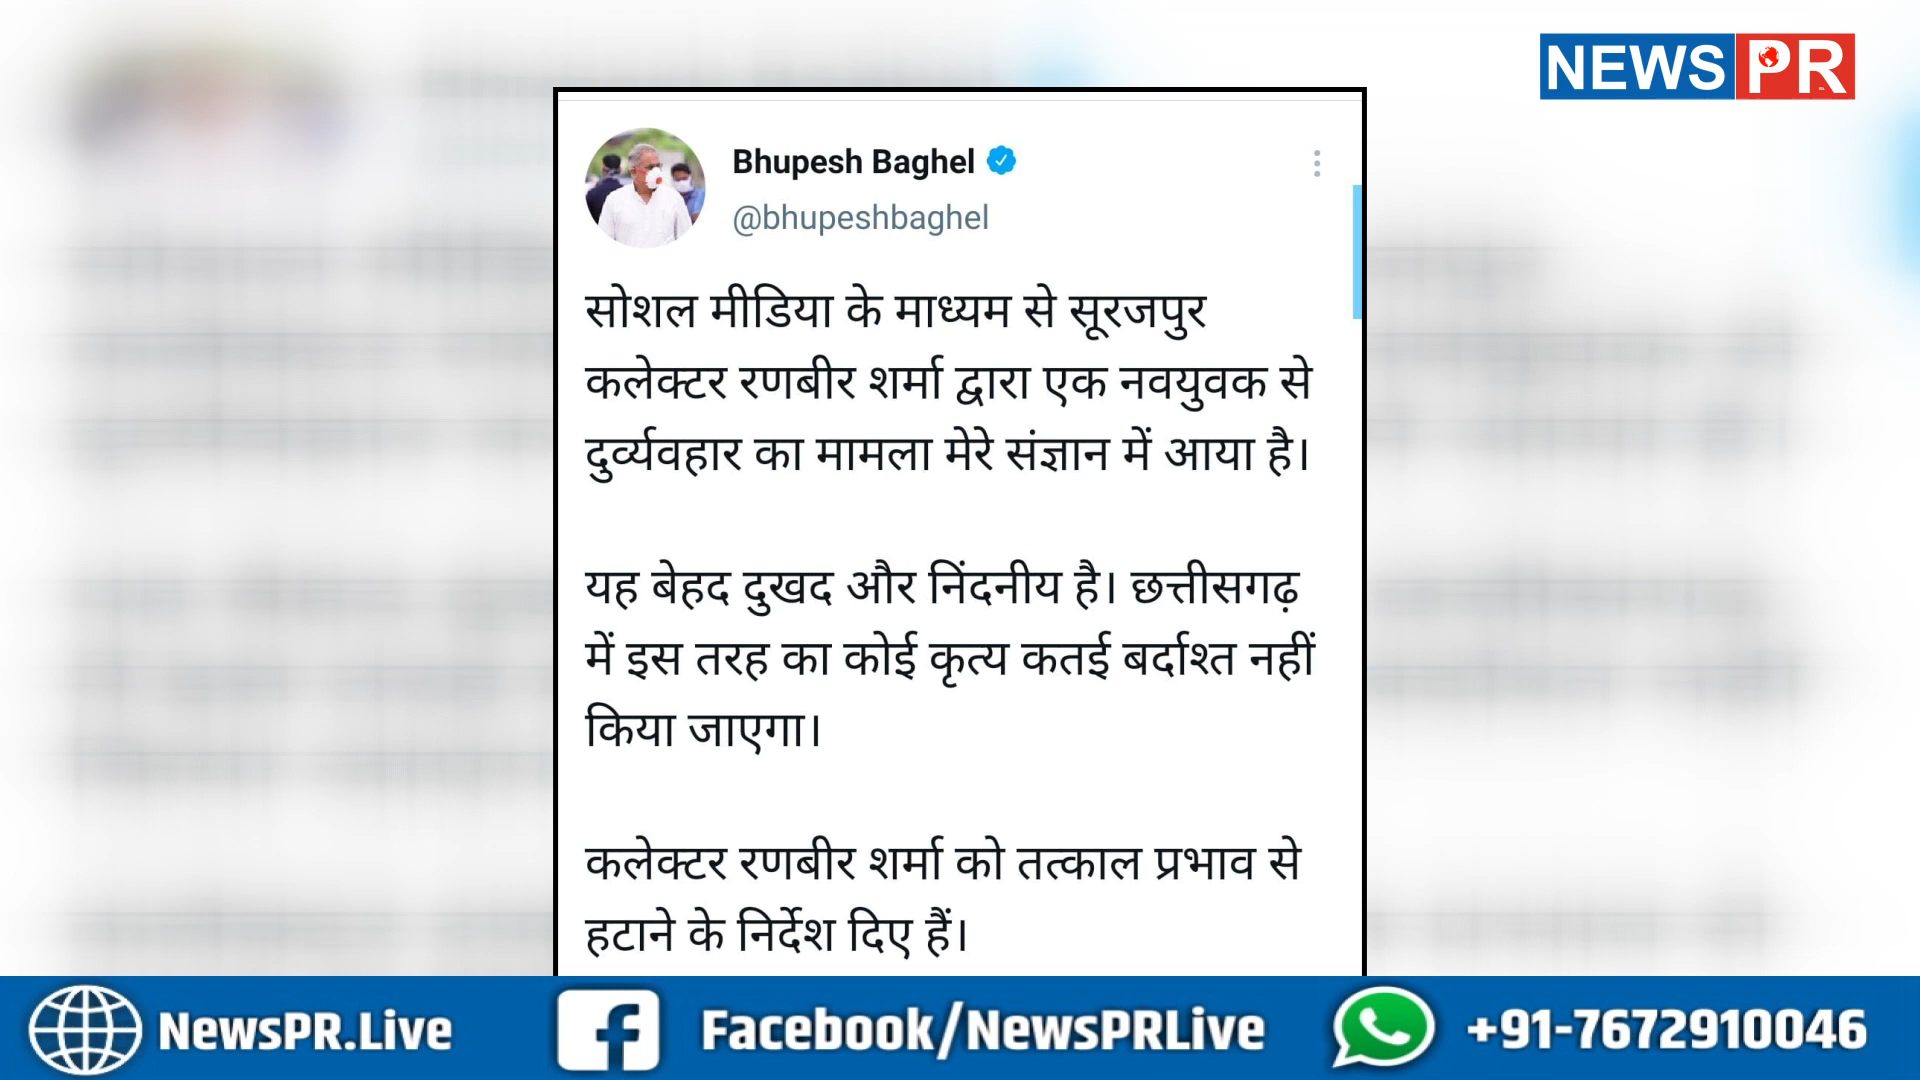 NEWS PR
Bhupesh Baghel
@bhupeshbaghel
सोशल मीडिया के माध्यम से सूरजपुर
कलेक्टर रणबीर शर्मा द्वारा एक नवयुवक से
दुर्व्यवहार का मामला मेरे संज्ञान में आया है।
यह बेहद दुखद और निंदनीय है। छत्तीसगढ़
में इस तरह का कोई कृत्य कतई बर्दाश्त नहीं
किया जाएगा।
कलेक्टर रणबीर शर्मा को तत्काल प्रभाव से
हटाने के निर्देश दिए हैं।
NewsPR.Live
Facebook/NewsPRLive
+91-7672910046